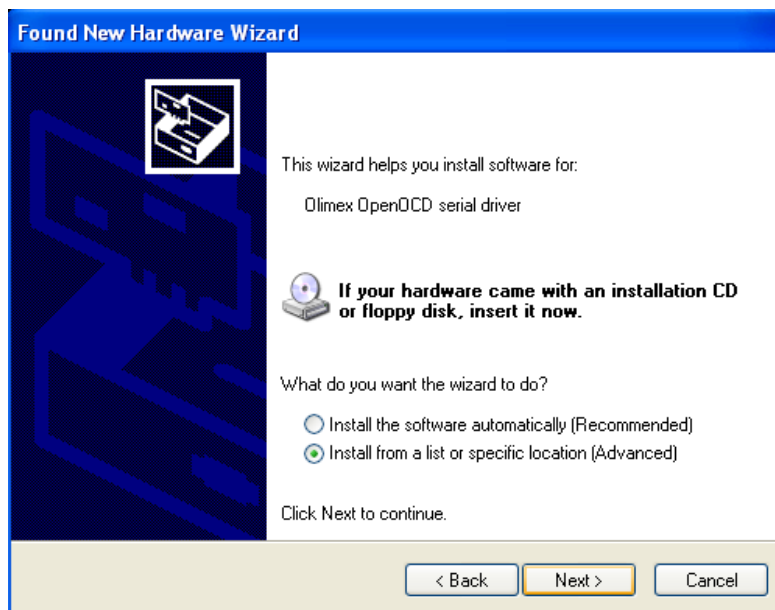 Found New Hardware Wizard
This wizard helps you install software for:
Olimex OpenOCD serial driver
If your hardware came with an installation CD
or floppy disk, insert it now.
What do you want the wizard to do?
Install the software automatically (Recommended)
Install from a list or specific location (Advanced)
Click Next to continue.
< Back Next > Cancel